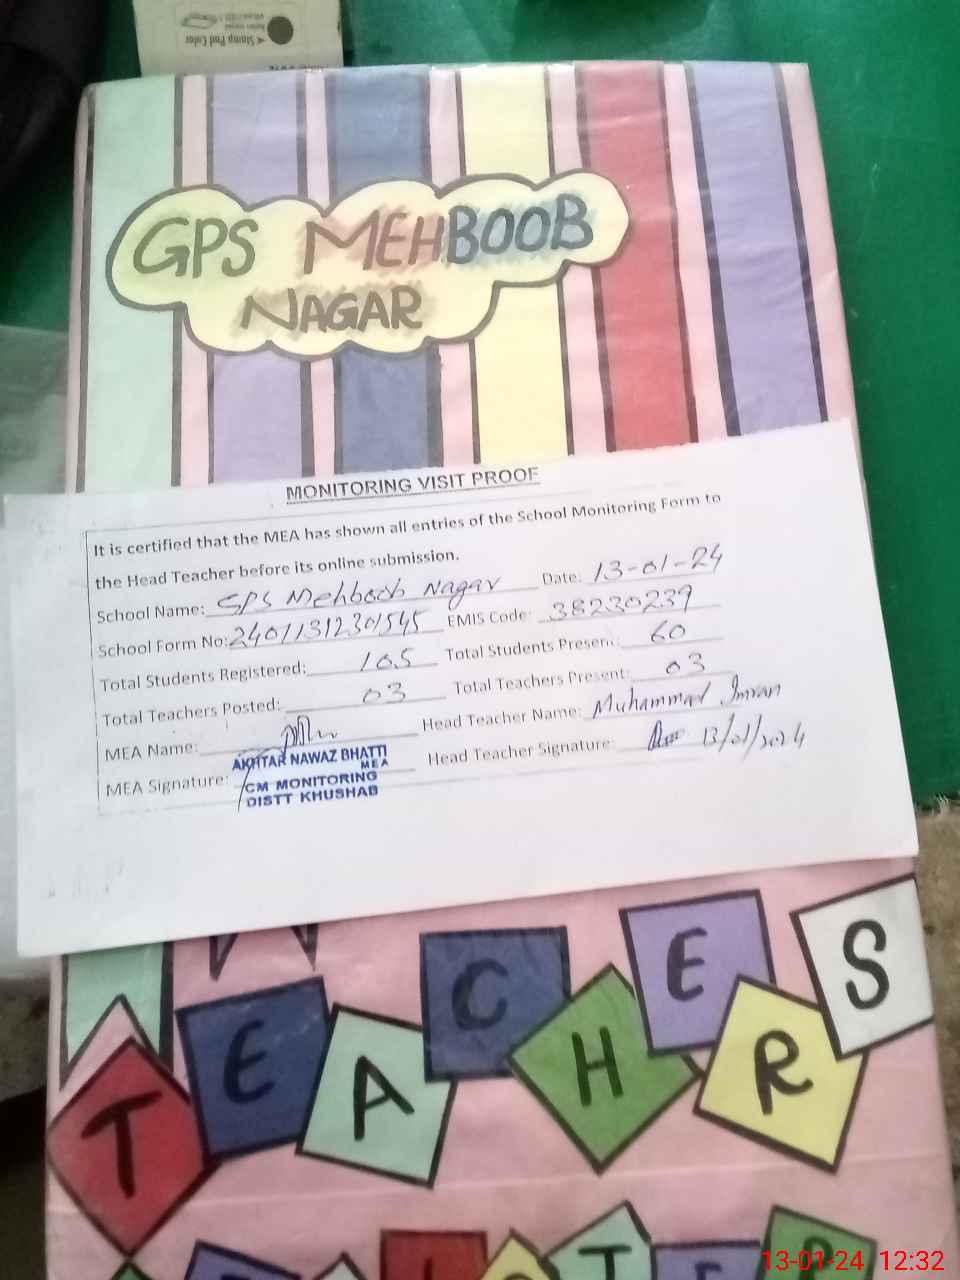 Stamp Pad Color
GPS MEHBOOB
NAGAR
MONITORING VISIT PROOF
It is certified that the MEA has shown all entries of the School Monitoring Form to
the Head Teacher before its online submission.
School Name: GPS Mehboob Nagar Date: 13-01-24
School Form No: 24011312301545 EMIS Code: 38230239
Total Students Registered: 105 Total Students Present: 60
Total Teachers Posted: 03 Total Teachers Present: 03
MEA Name: Head Teacher Name: Muhammad Imran
MEA Signature: Head Teacher Signature: 13/01/2024
AKHTAR NAWAZ BHATTI
MEA
CM MONITORING
DISTT KHUSHAB
TEACHERS
13-01-24 12:32